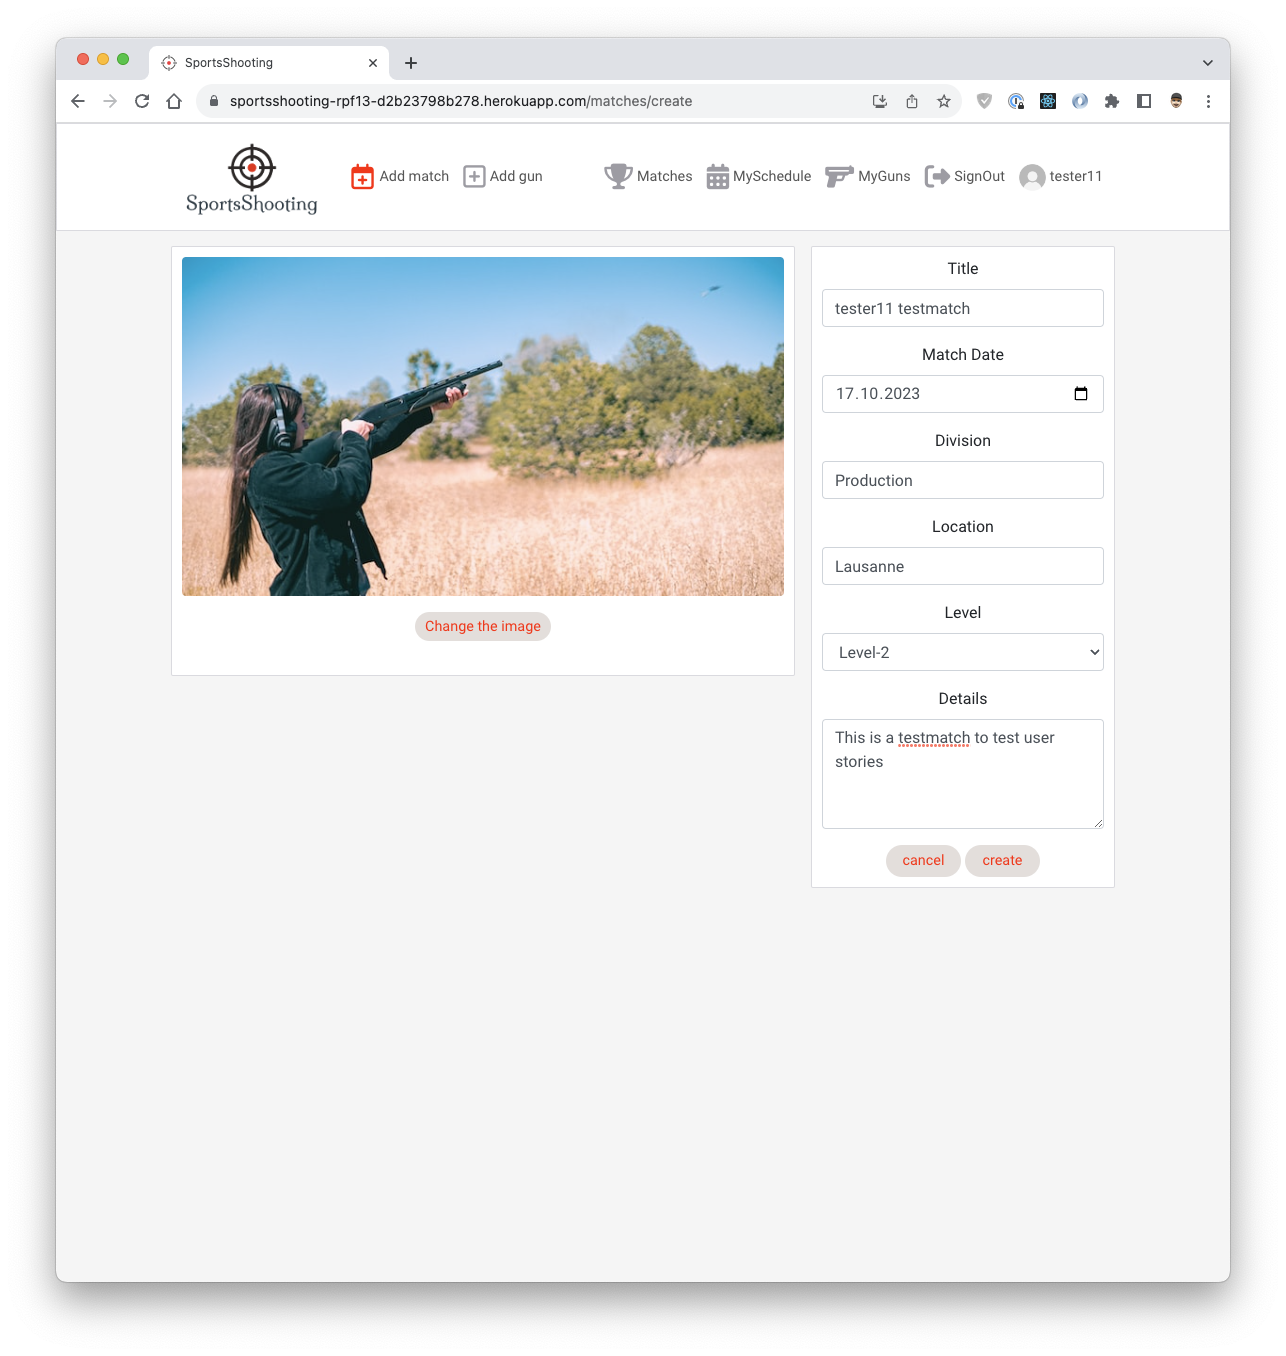 SportsShooting
sportsshooting-rpf13-d2b23798b278.herokuapp.com/matches/create
SportsShooting
Add match
Add gun
Matches
MySchedule
MyGuns
SignOut
tester11
Change the image
Title
tester11 testmatch
Match Date
17.10.2023
Division
Production
Location
Lausanne
Level
Level-2
Details
This is a testmatch to test user
stories
cancel
create